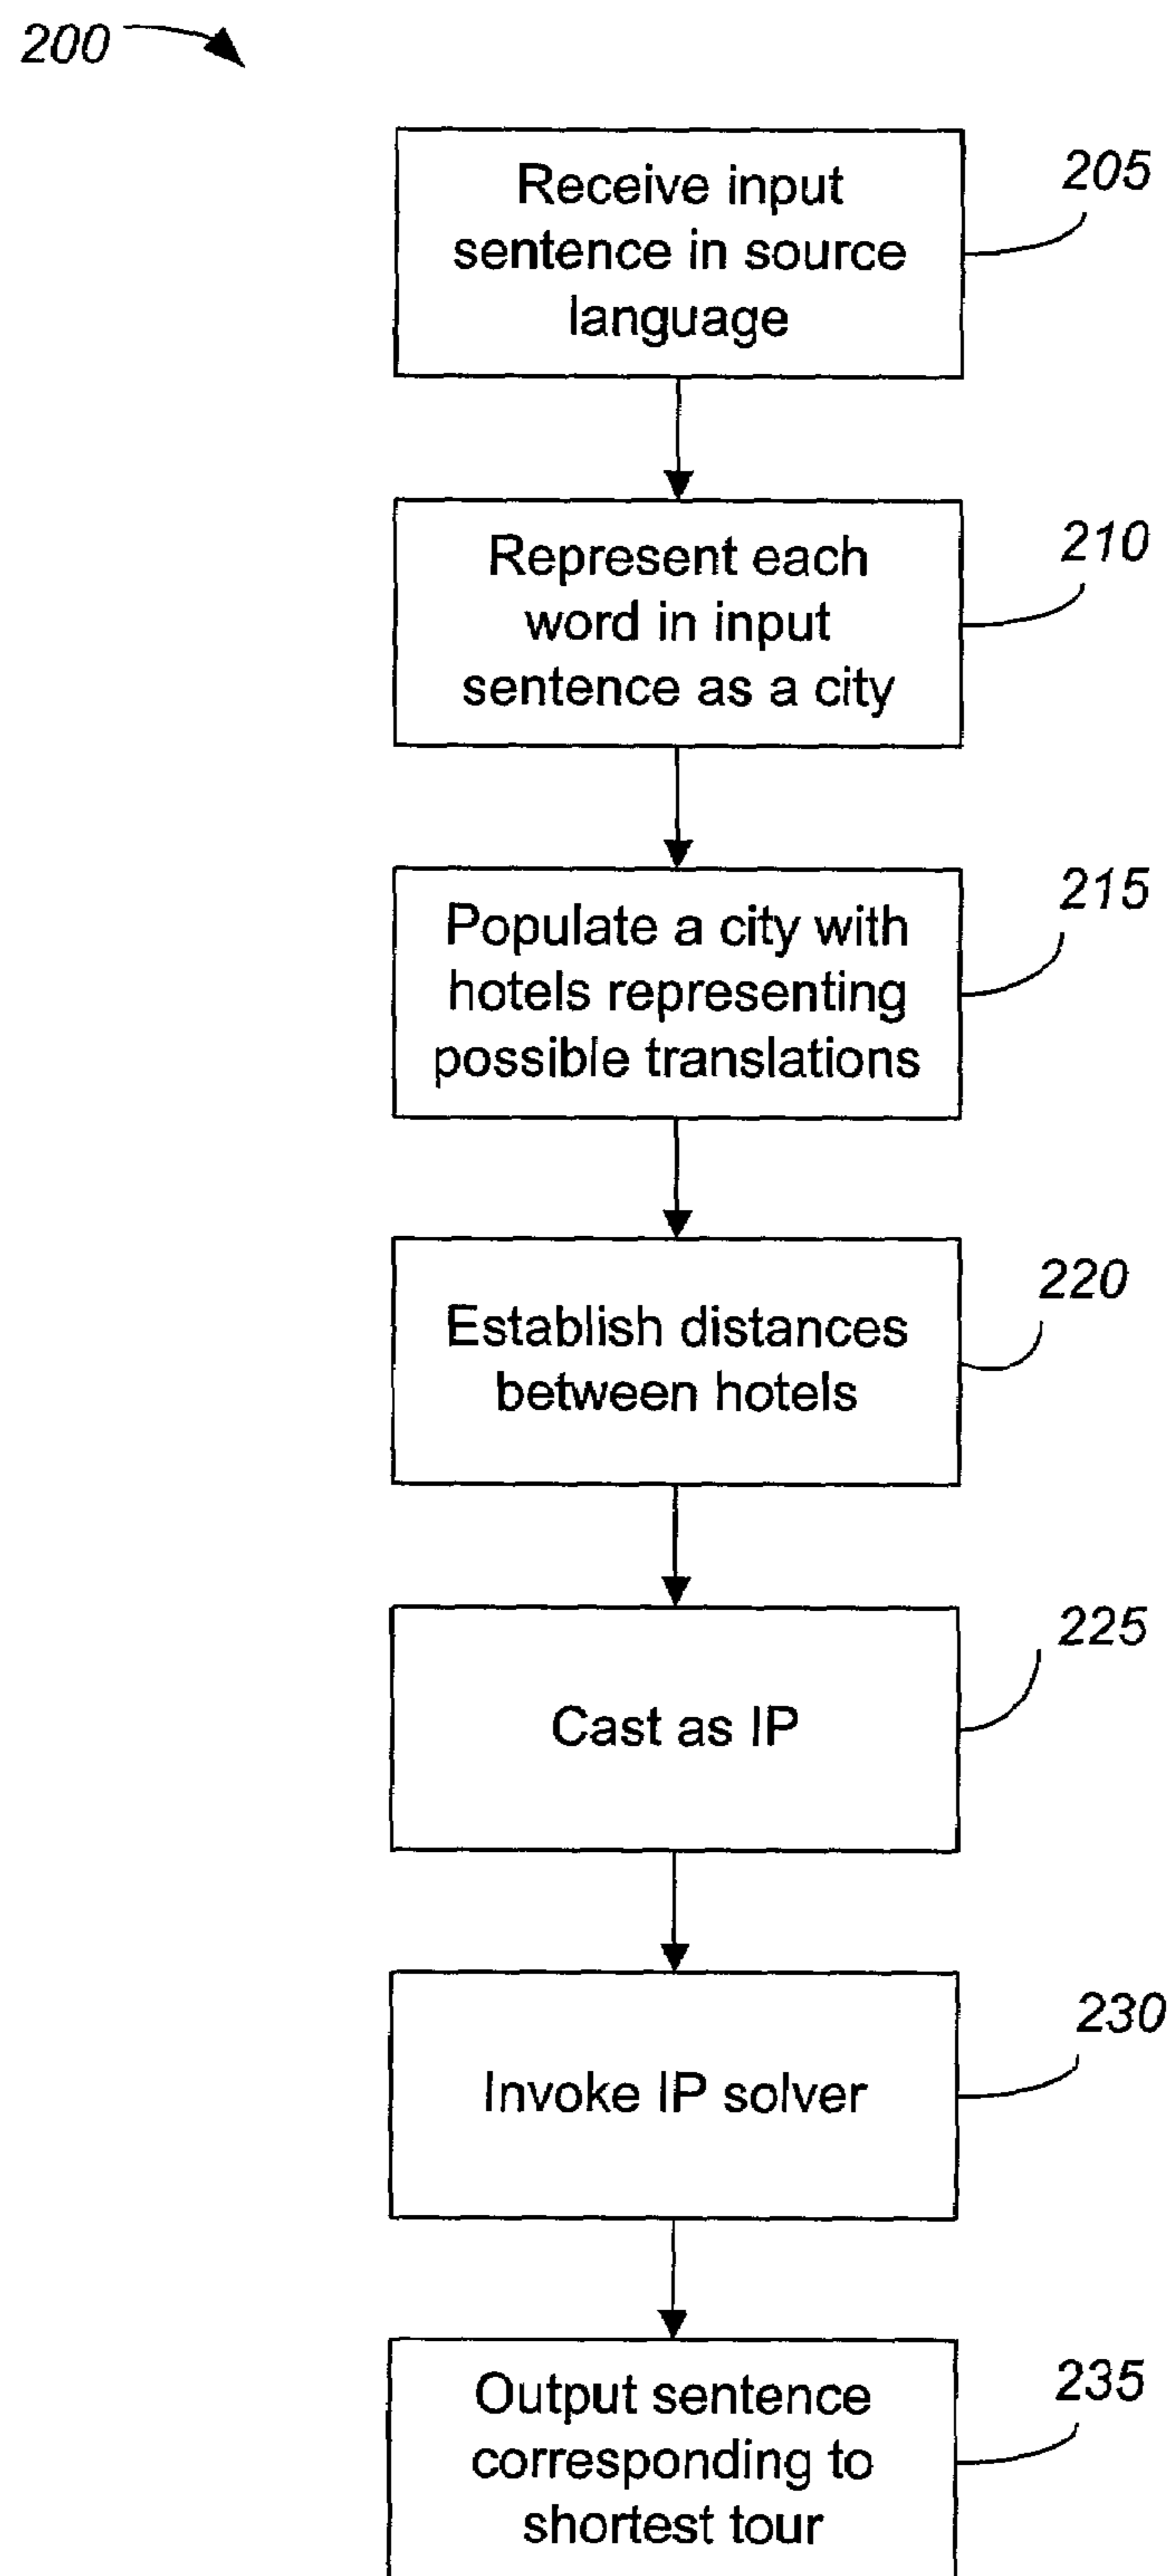 200
Receive input
sentence in source
language
205
Represent each
word in input
sentence as a city
210
Populate a city with
hotels representing
possible translations
215
Establish distances
between hotels
220
Cast as IP
225
Invoke IP solver
230
Output sentence
corresponding to
shortest tour
235